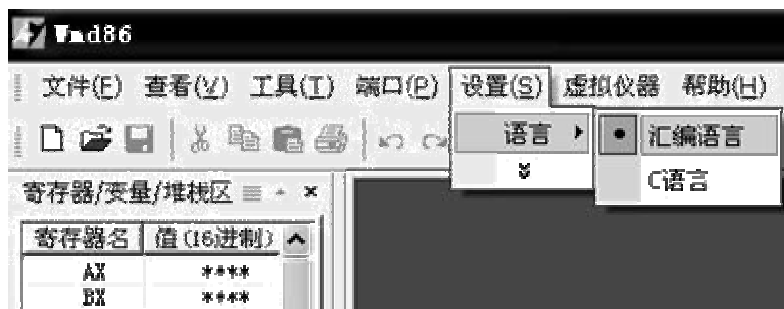 Wmd86
文件(F) 查看(V) 工具(T) 端口(P) 设置(S) 虚拟仪器 帮助(H)
语言 汇编语言
C语言
寄存器/变量/堆栈区
寄存器名 值(16进制)
AX ****
BX ****